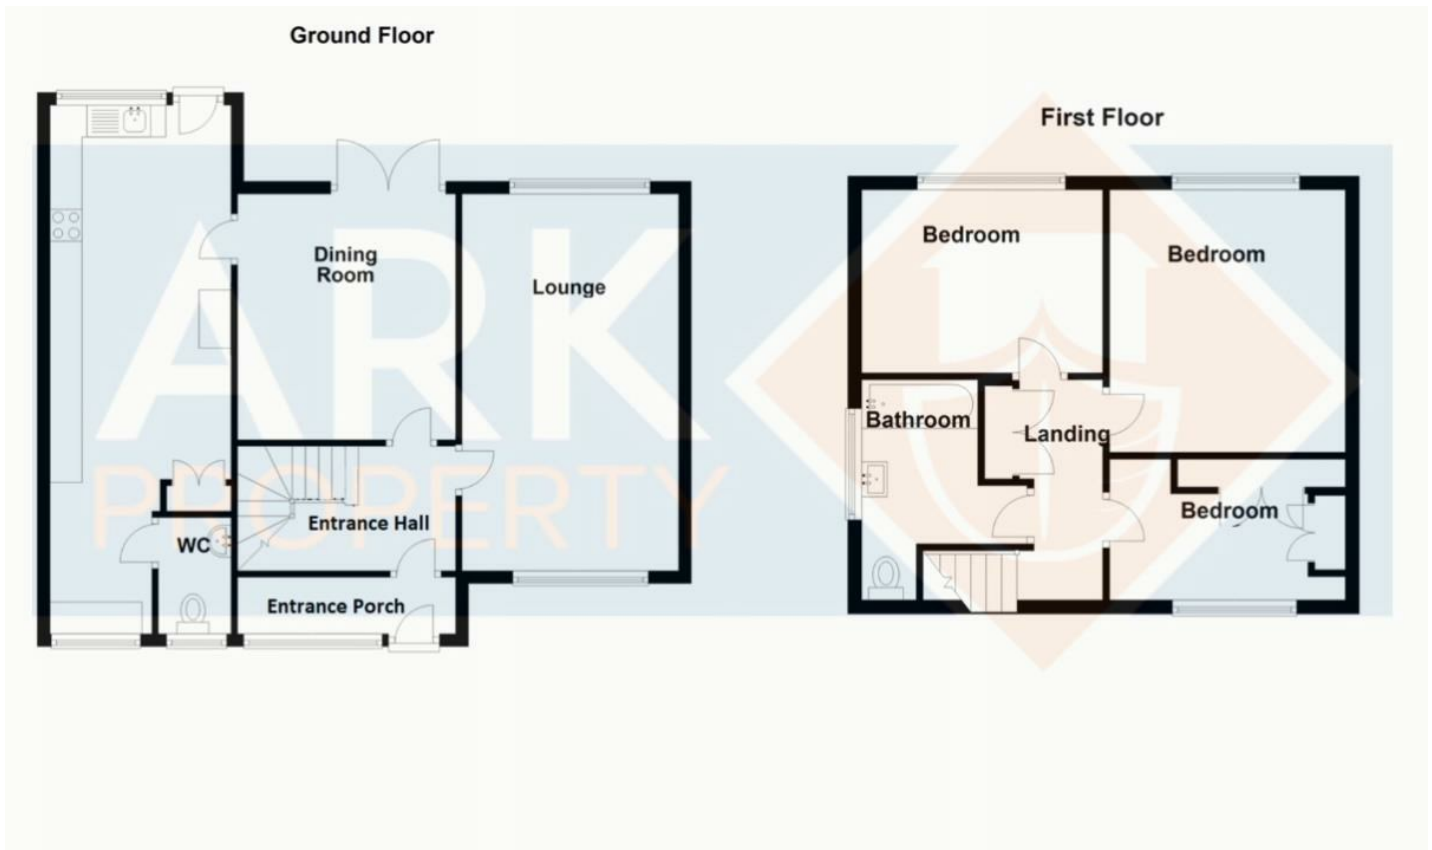 Ground Floor
First Floor
Dining
Room
Lounge
WC
Entrance Hall
Entrance Porch
Bedroom
Bedroom
Bathroom
Landing
Bedroom
ARK
PROPERTY